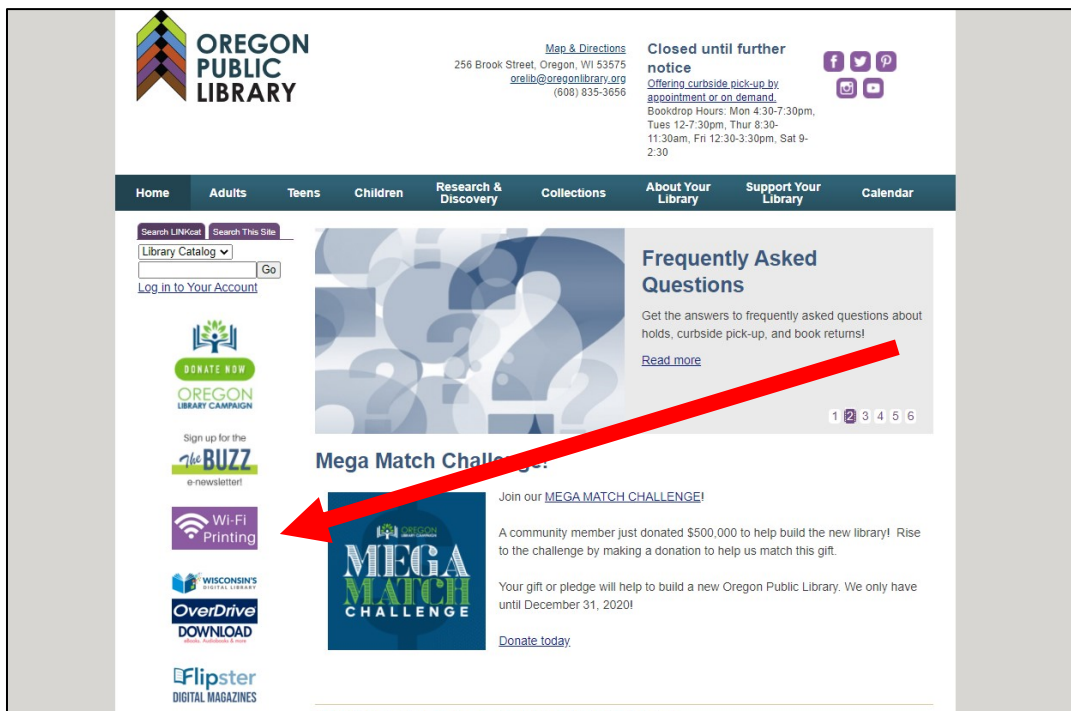 OREGON
PUBLIC
LIBRARY
Map & Directions
256 Brook Street, Oregon, WI 53575
orelib@oregonlibrary.org
(608) 835-3656
Closed until further
notice
Offering curbside pick-up by
appointment or on demand.
Bookdrop Hours: Mon 4:30-7:30pm,
Tues 12-7:30pm, Thur 8:30-
11:30am, Fri 12:30-3:30pm, Sat 9-
2:30
Home Adults Teens Children Research & Discovery Collections About Your Library Support Your Library Calendar
Search LINKcat Search This Site
Library Catalog
Go
Log in to Your Account
DONATE NOW
OREGON
LIBRARY CAMPAIGN
Sign up for the
The BUZZ
e-newsletter!
Wi-Fi
Printing
WISCONSIN'S
DIGITAL LIBRARY
OverDrive
DOWNLOAD
eBooks, Audiobooks & more
Flipster
DIGITAL MAGAZINES
Frequently Asked
Questions
Get the answers to frequently asked questions about
holds, curbside pick-up, and book returns!
Read more
1 2 3 4 5 6
Mega Match Challenge!
OREGON
LIBRARY CAMPAIGN
MEGA
MATCH
CHALLENGE
Join our MEGA MATCH CHALLENGE!
A community member just donated $500,000 to help build the new library! Rise
to the challenge by making a donation to help us match this gift.
Your gift or pledge will help to build a new Oregon Public Library. We only have
until December 31, 2020!
Donate today